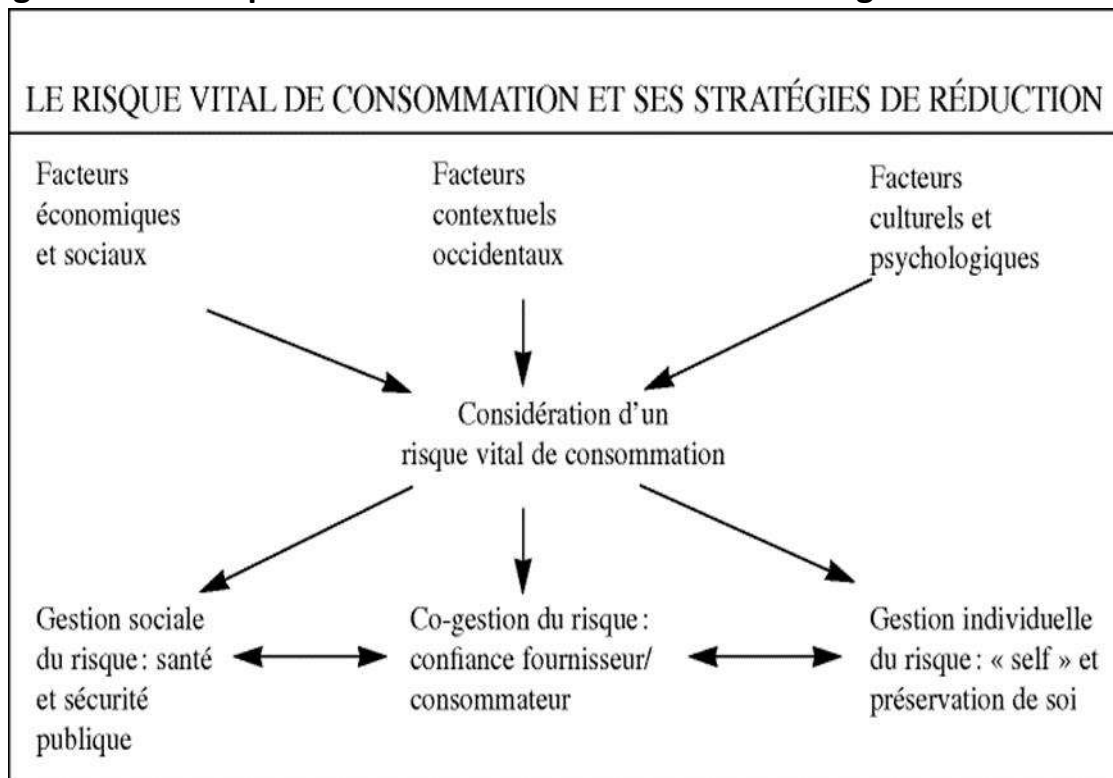 LE RISQUE VITAL DE CONSOMMATION ET SES STRATÉGIES DE RÉDUCTION
Facteurs
économiques
et sociaux
Facteurs
contextuels
occidentaux
Facteurs
culturels et
psychologiques
Considération d’un
risque vital de consommation
Gestion sociale
du risque : santé
et sécurité
publique
Co-gestion du risque :
confiance fournisseur/
consommateur
Gestion individuelle
du risque : « self » et
préservation de soi